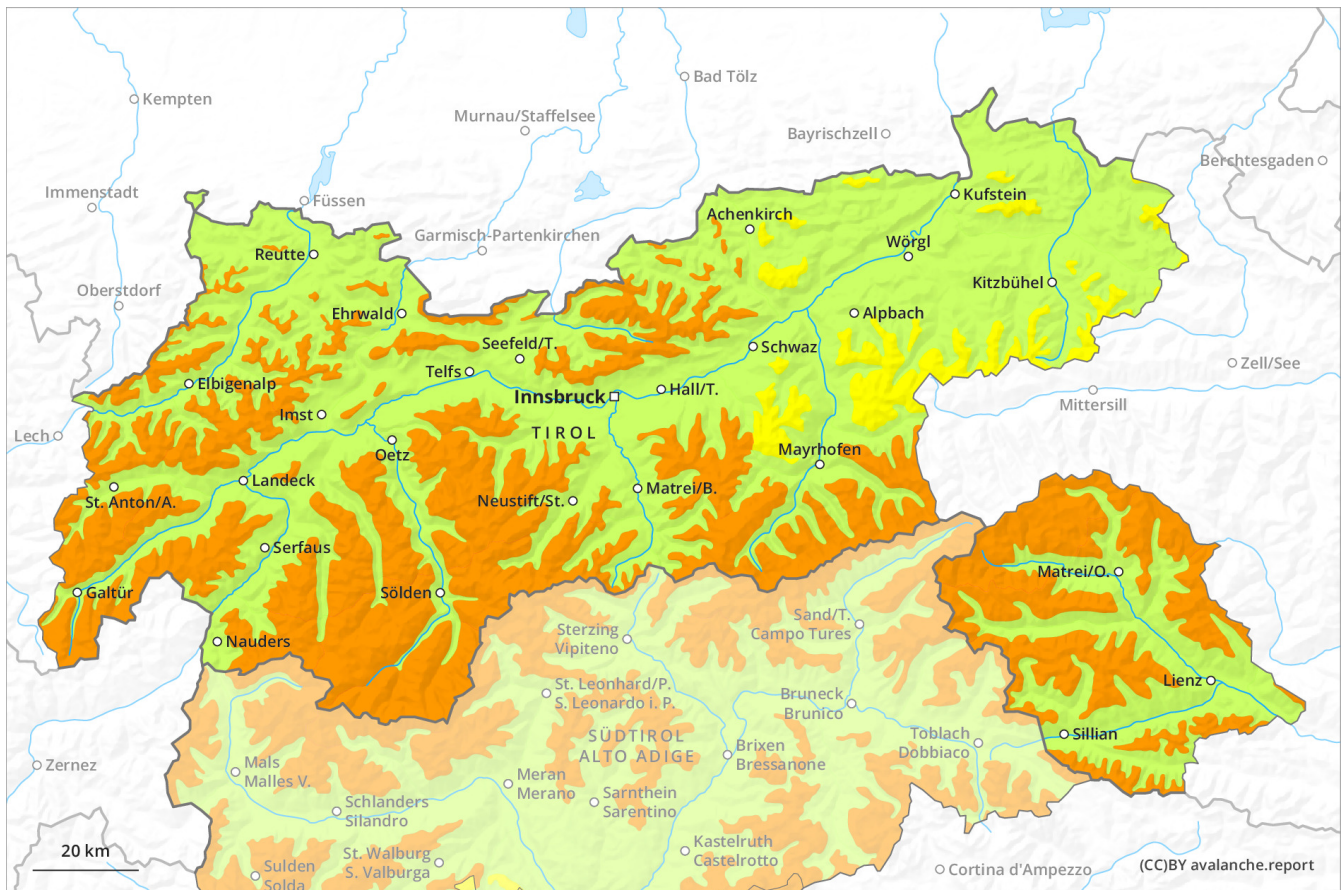 Bad Tölz
Kempten
Murnau/Staffelsee
Bayrischzell
Berchtesgaden
Immenstadt
Füssen
Kufstein
Achenkirch
Garmisch-Partenkirchen
Reutte
Wörgl
Oberstdorf
Kitzbühel
Ehrwald
Alpbach
Seefeld/T.
Schwaz
Zell/See
Telfs
Elbigenalp
Hall/T.
Innsbruck
Mittersill
Imst
TIROL
Lech
Oetz
Mayrhofen
Landeck
Matrei/B.
St. Anton/A.
Neustift/St.
Serfaus
Matrei/O.
Galtür
Sölden
Sand/T.
Campo Tures
Sterzing
Vipiteno
Nauders
Lienz
St. Leonhard/P.
S. Leonardo i. P.
Bruneck
Brunico
SÜDTIROL
ALTO ADIGE
Toblach
Dobbiaco
Sillian
Brixen
Bressanone
Zernez
Mals
Malles V.
Meran
Merano
Sarnthein
Sarentino
Schlanders
Silandro
Kastelruth
Castelrotto
20 km
St. Walburg
S. Valburga
Sulden
Solda
Cortina d'Ampezzo
(CC)BY avalanche.report